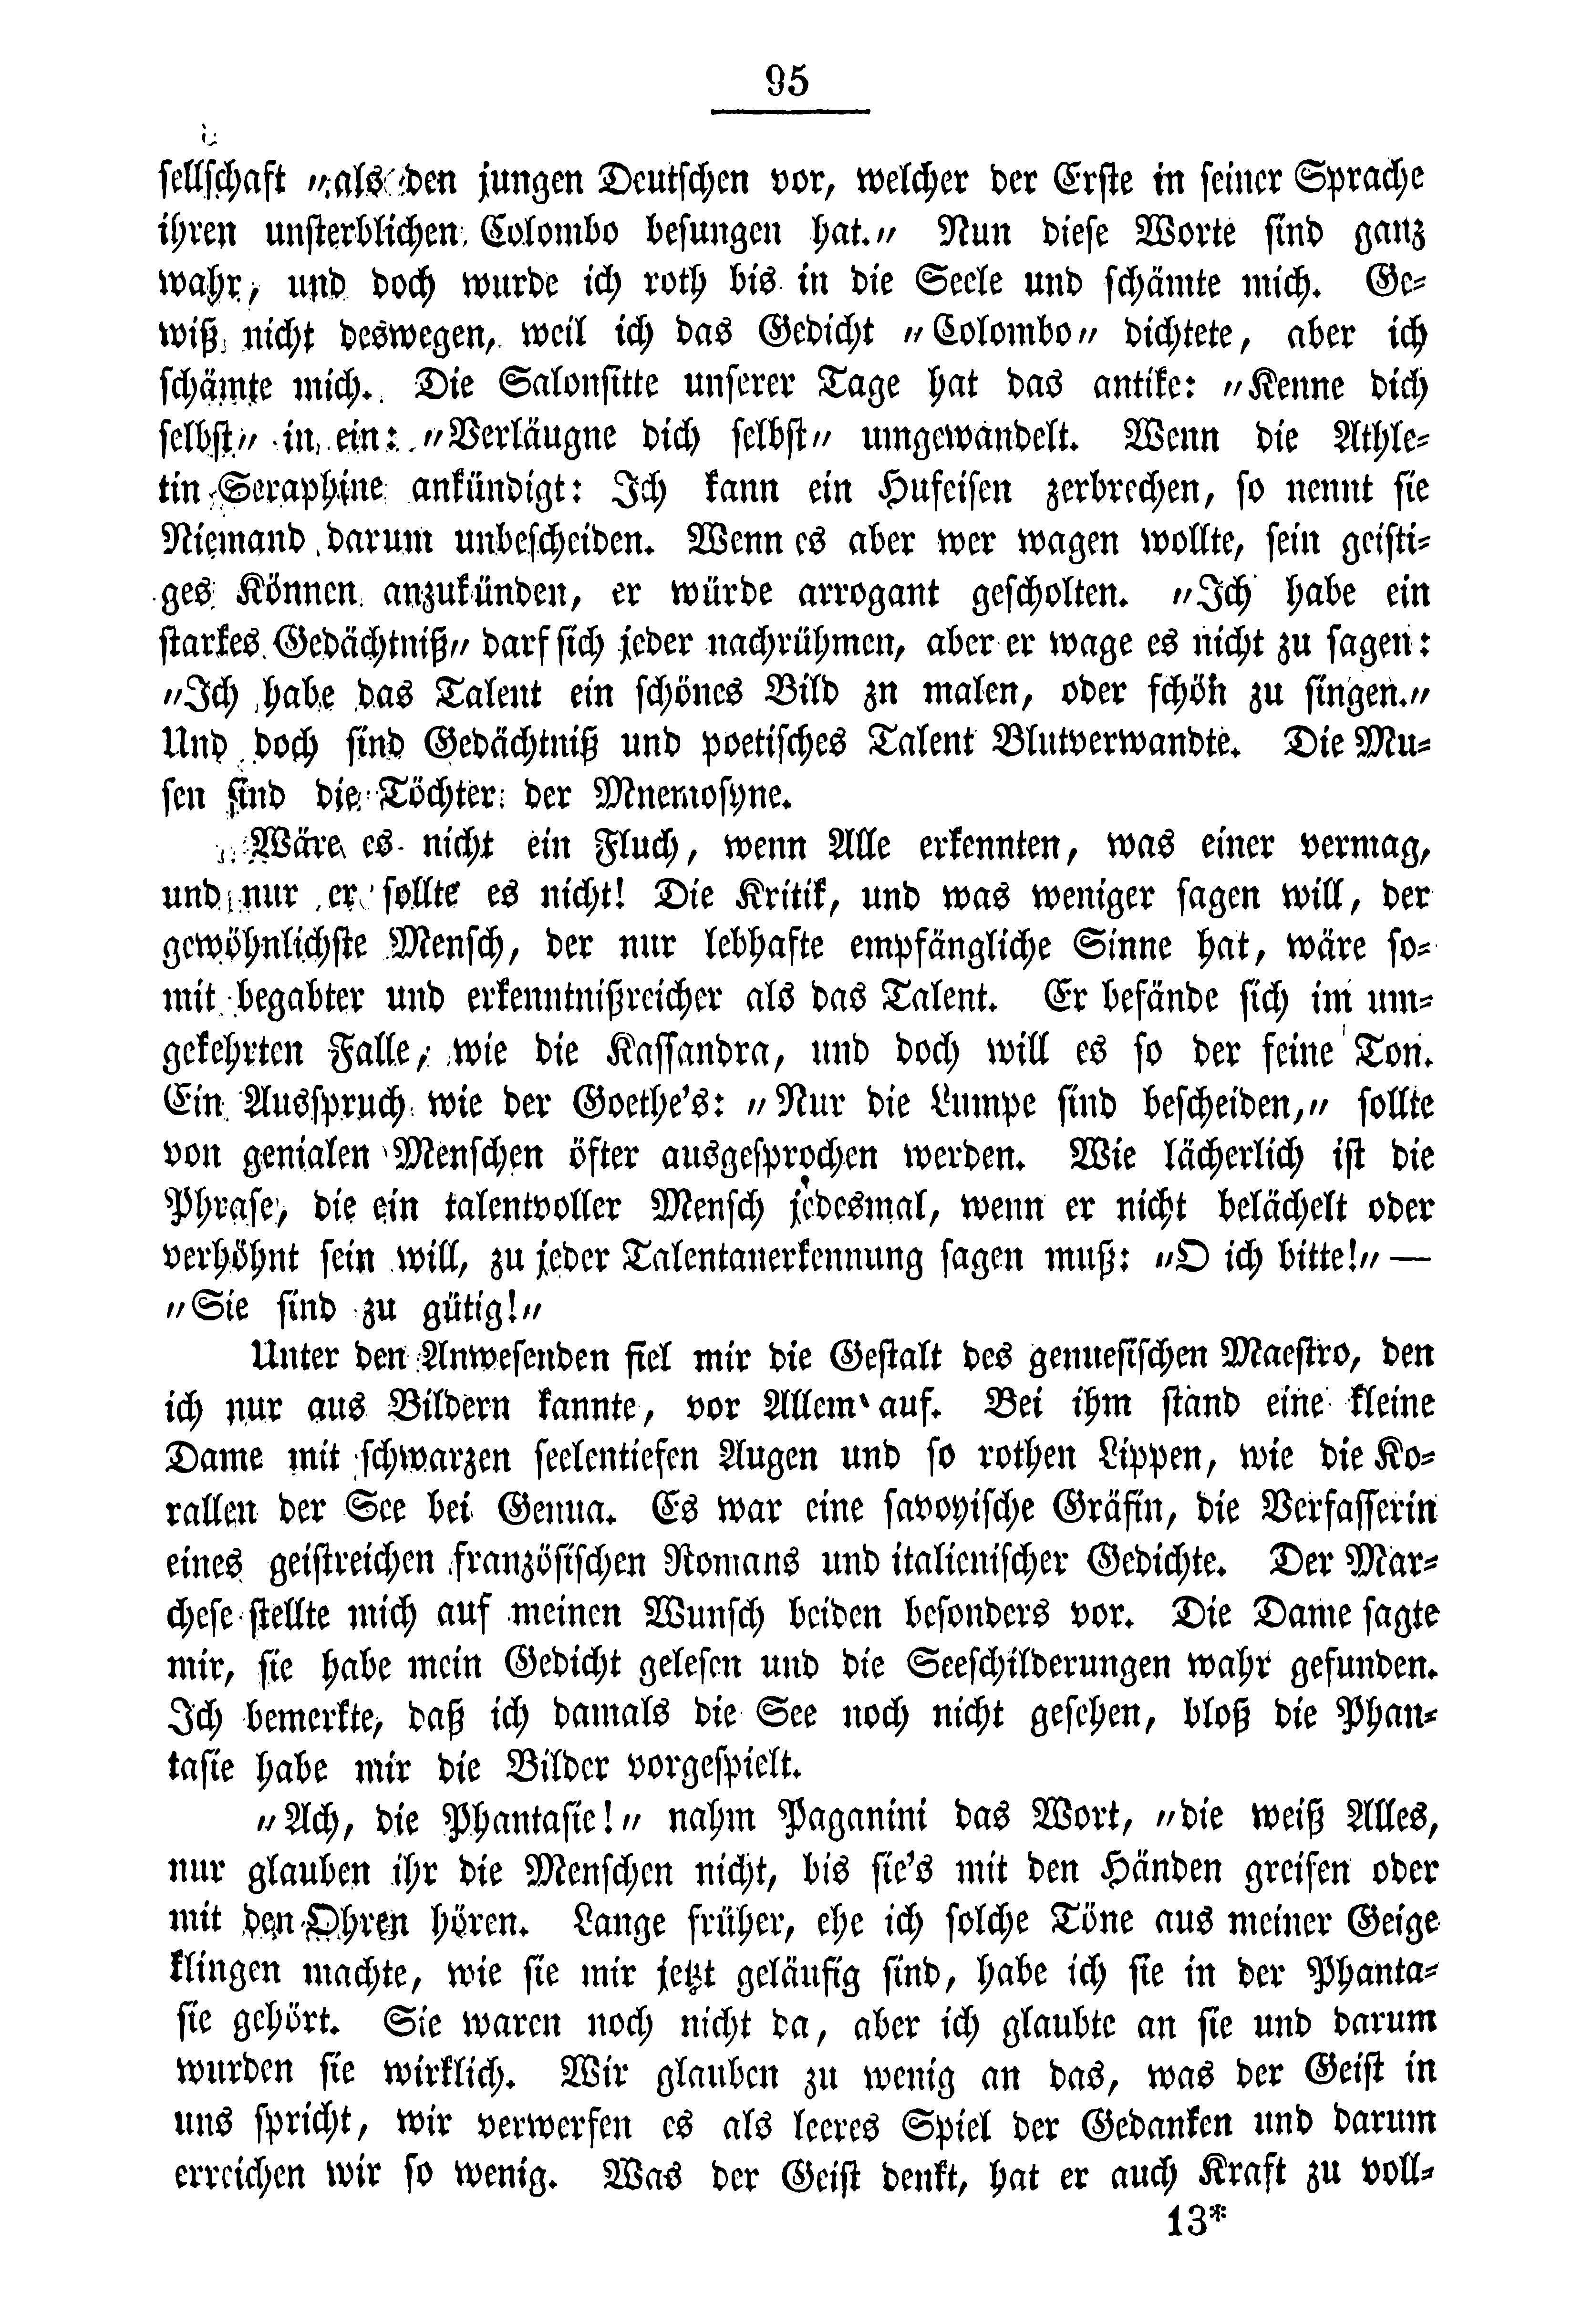 95
sellschaft „als den jungen Deutschen vor, welcher der Erste in seiner Sprache
ihren unsterblichen Colombo besungen hat.„ Nun diese Worte sind ganz
wahr, und doch wurde ich roth bis in die Seele und schämte mich. Ge-
wiß nicht deswegen, weil ich das Gedicht „Colombo„ dichtete, aber ich
schämte mich. Die Salonsitte unserer Tage hat das antike: „Kenne dich
selbst„ in ein: „Verläugne dich selbst„ umgewandelt. Wenn die Athle-
tin Seraphine ankündigt: Ich kann ein Hufeisen zerbrechen, so nennt sie
Niemand darum unbescheiden. Wenn es aber wer wagen wollte, sein geisti-
ges Können anzukünden, er würde arrogant gescholten. „Ich habe ein
starkes Gedächtniß„ darf sich jeder nachrühmen, aber er wage es nicht zu sagen:
„Ich habe das Talent ein schönes Bild zu malen, oder schön zu singen.„
Und doch sind Gedächtniß und poetisches Talent Blutverwandte. Die Mu-
sen sind die Töchter der Mnemosyne.
Wäre es nicht ein Fluch, wenn Alle erkennten, was einer vermag,
und nur er sollte es nicht! Die Kritik, und was weniger sagen will, der
gewöhnlichste Mensch, der nur lebhafte empfängliche Sinne hat, wäre so-
mit begabter und erkenntnißreicher als das Talent. Er befände sich im um-
gekehrten Falle, wie die Kassandra, und doch will es so der feine Ton.
Ein Ausspruch wie der Goethe's: „Nur die Lumpe sind bescheiden,„ sollte
von genialen Menschen öfter ausgesprochen werden. Wie lächerlich ist die
Phrase, die ein talentvoller Mensch jedesmal, wenn er nicht belächelt oder
verhöhnt sein will, zu jeder Talentanerkennung sagen muß: „O ich bitte!„ —
„Sie sind zu gütig!„
Unter den Anwesenden fiel mir die Gestalt des genuesischen Maestro, den
ich nur aus Bildern kannte, vor Allem auf. Bei ihm stand eine kleine
Dame mit schwarzen seelentiefen Augen und so rothen Lippen, wie die Ko-
rallen der See bei Genua. Es war eine savoyische Gräfin, die Verfasserin
eines geistreichen französischen Romans und italienischer Gedichte. Der Mar-
chese stellte mich auf meinen Wunsch beiden besonders vor. Die Dame sagte
mir, sie habe mein Gedicht gelesen und die Seeschilderungen wahr gefunden.
Ich bemerkte, daß ich damals die See noch nicht gesehen, bloß die Phan-
tasie habe mir die Bilder vorgespielt.
„Ach, die Phantasie!„ nahm Paganini das Wort, „die weiß Alles,
nur glauben ihr die Menschen nicht, bis sie's mit den Händen greifen oder
mit den Ohren hören. Lange früher, ehe ich solche Töne aus meiner Geige
klingen machte, wie sie mir jetzt geläufig sind, habe ich sie in der Phanta-
sie gehört. Sie waren noch nicht da, aber ich glaubte an sie und darum
wurden sie wirklich. Wir glauben zu wenig an das, was der Geist in
uns spricht, wir verwerfen es als leeres Spiel der Gedanken und darum
erreichen wir so wenig. Was der Geist denkt, hat er auch Kraft zu voll-
13*